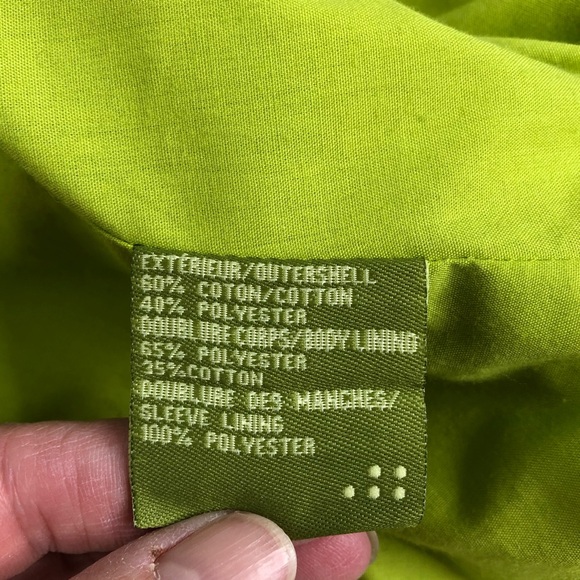 EXTÉRIEUR/OUTERSHELL
60% COTON/COTTON
40% POLYESTER
DOUBLURE CORPS/BODY LINING
65% POLYESTER
35%COTTON
DOUBLURE DES MANCHES/
SLEEVE LINING
100% POLYESTER